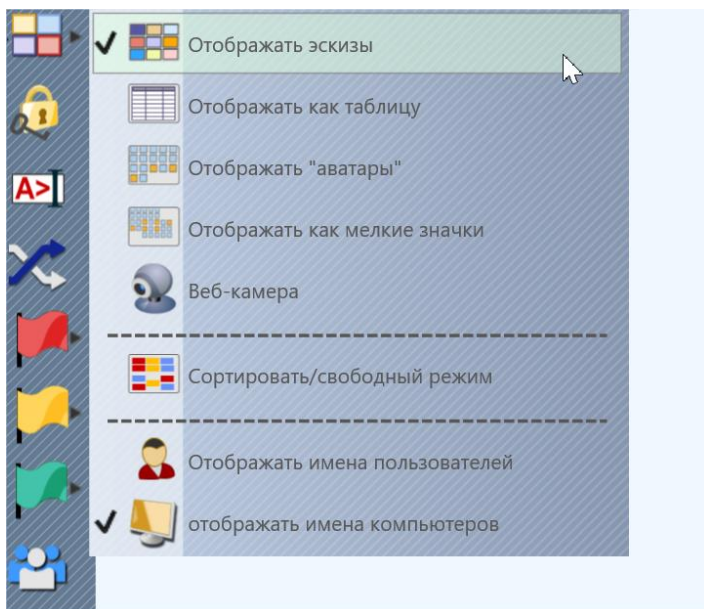 Отображать эскизы
Отображать как таблицу
A>
Отображать "аватары"
Отображать как мелкие значки
Веб-камера
Сортировать/свободный режим
Отображать имена пользователей
отображать имена компьютеров